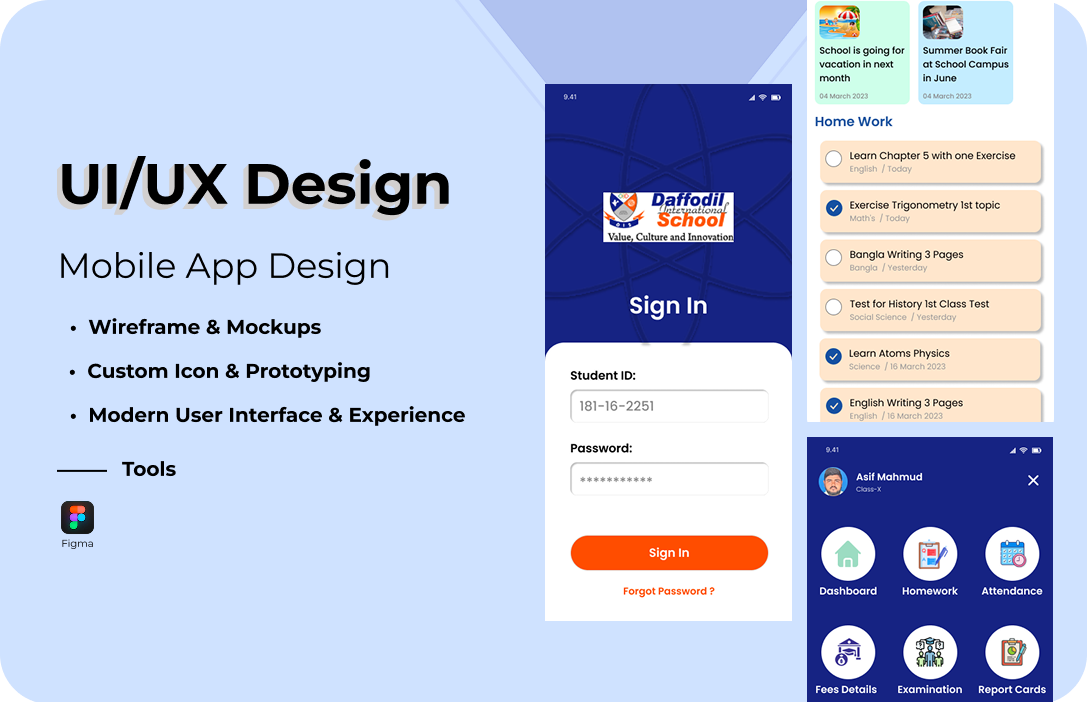 UI/UX Design
Mobile App Design
• Wireframe & Mockups
• Custom Icon & Prototyping
• Modern User Interface & Experience
Tools
Figma
9.41
Daffodil
International
School
DIS
Value, Culture and Innovation
Sign In
Student ID:
181-16-2251
Password:
***********
Sign In
Forgot Password ?
School is going for
vacation in next
month
04 March 2023
Summer Book Fair
at School Campus
in June
04 March 2023
Home Work
Learn Chapter 5 with one Exercise
English / Today
Exercise Trigonometry 1st topic
Math's / Today
Bangla Writing 3 Pages
Bangla / Yesterday
Test for History 1st Class Test
Social Science / Yesterday
Learn Atoms Physics
Science / 16 March 2023
English Writing 3 Pages
English / 16 March 2023
9.41
Asif Mahmud
Class-X
Dashboard
Homework
Attendance
Fees Details
Examination
Report Cards